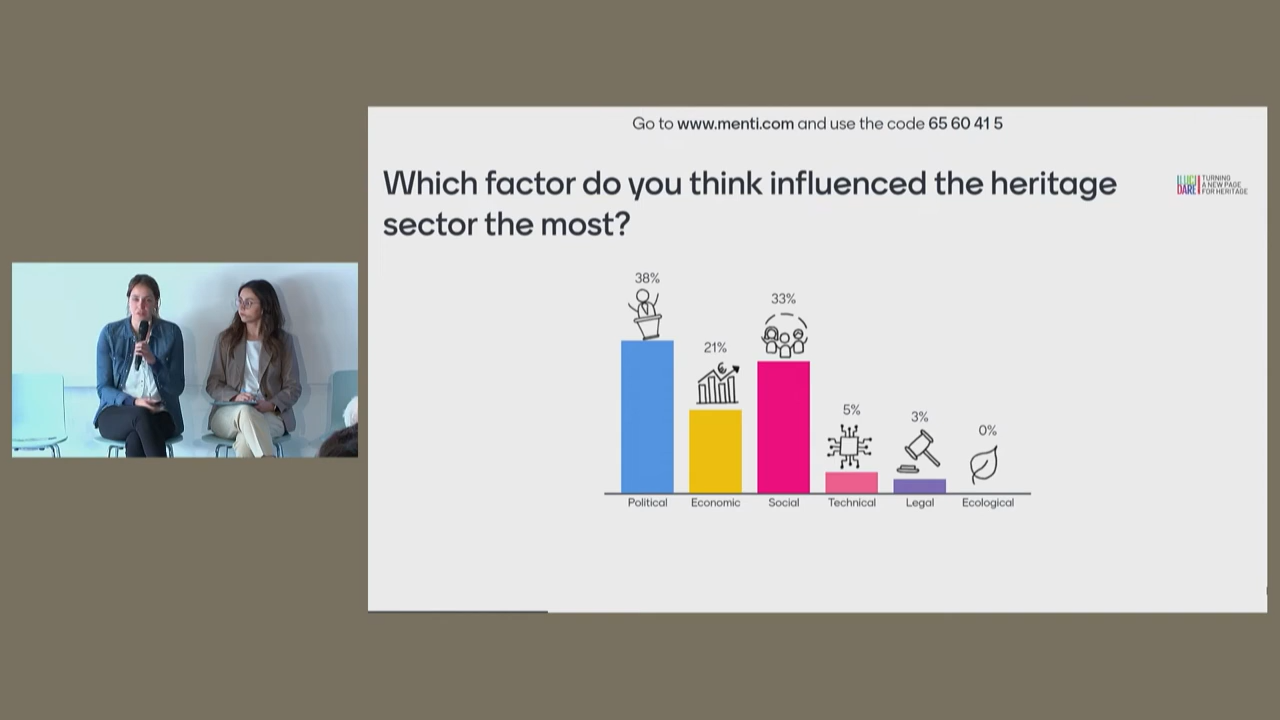 Go to www.menti.com and use the code 65 60 41 5
Which factor do you think influenced the heritage
sector the most?
ILUCI
DARE
TURNING
A NEW PAGE
FOR HERITAGE
38%
21%
33%
5%
3%
0%
Political
Economic
Social
Technical
Legal
Ecological